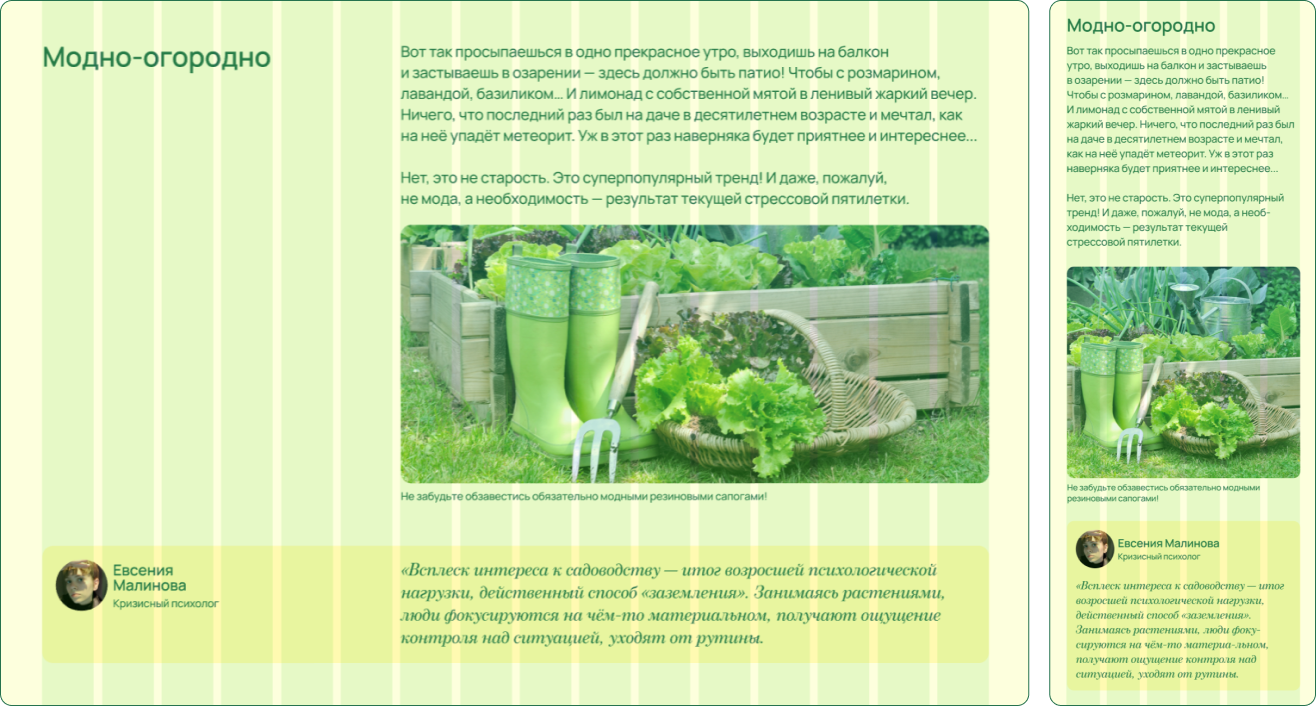 Модно-огородно
Вот так просыпаешься в одно прекрасное утро, выходишь на балкон
и застываешь в озарении — здесь должно быть патио! Чтобы с розмарином,
лавандой, базиликом... И лимонад с собственной мятой в ленивый жаркий вечер.
Ничего, что последний раз был на даче в десятилетнем возрасте и мечтал, как
на неё упадёт метеорит. Уж в этот раз наверняка будет приятнее и интереснее...
Нет, это не старость. Это суперпопулярный тренд! И даже, пожалуй,
не мода, а необходимость — результат текущей стрессовой пятилетки.
Не забудьте обзавестись обязательно модными резиновыми сапогами!
Евсения
Малинова
Кризисный психолог
«Всплеск интереса к садоводству — итог возросшей психологической
нагрузки, действенный способ «заземления». Занимаясь растениями,
люди фокусируются на чём-то материальном, получают ощущение
контроля над ситуацией, уходят от рутины.
Модно-огородно
Вот так просыпаешься в одно прекрасное
утро, выходишь на балкон и застываешь
в озарении — здесь должно быть патио!
Чтобы с розмарином, лавандой, базиликом...
И лимонад с собственной мятой в ленивый
жаркий вечер. Ничего, что последний раз был
на даче в десятилетнем возрасте и мечтал,
как на неё упадёт метеорит. Уж в этот раз
наверняка будет приятнее и интереснее...
Нет, это не старость. Это суперпопулярный
тренд! И даже, пожалуй, не мода, а необ-
ходимость — результат текущей
стрессовой пятилетки.
Не забудьте обзавестись обязательно модными
резиновыми сапогами!
Евсения Малинова
Кризисный психолог
«Всплеск интереса к садоводству — итог
возросшей психологической нагрузки,
действенный способ «заземления».
Занимаясь растениями, люди фоку-
сируются на чём-то материа-льном,
получают ощущение контроля над
ситуацией, уходят от рутины.